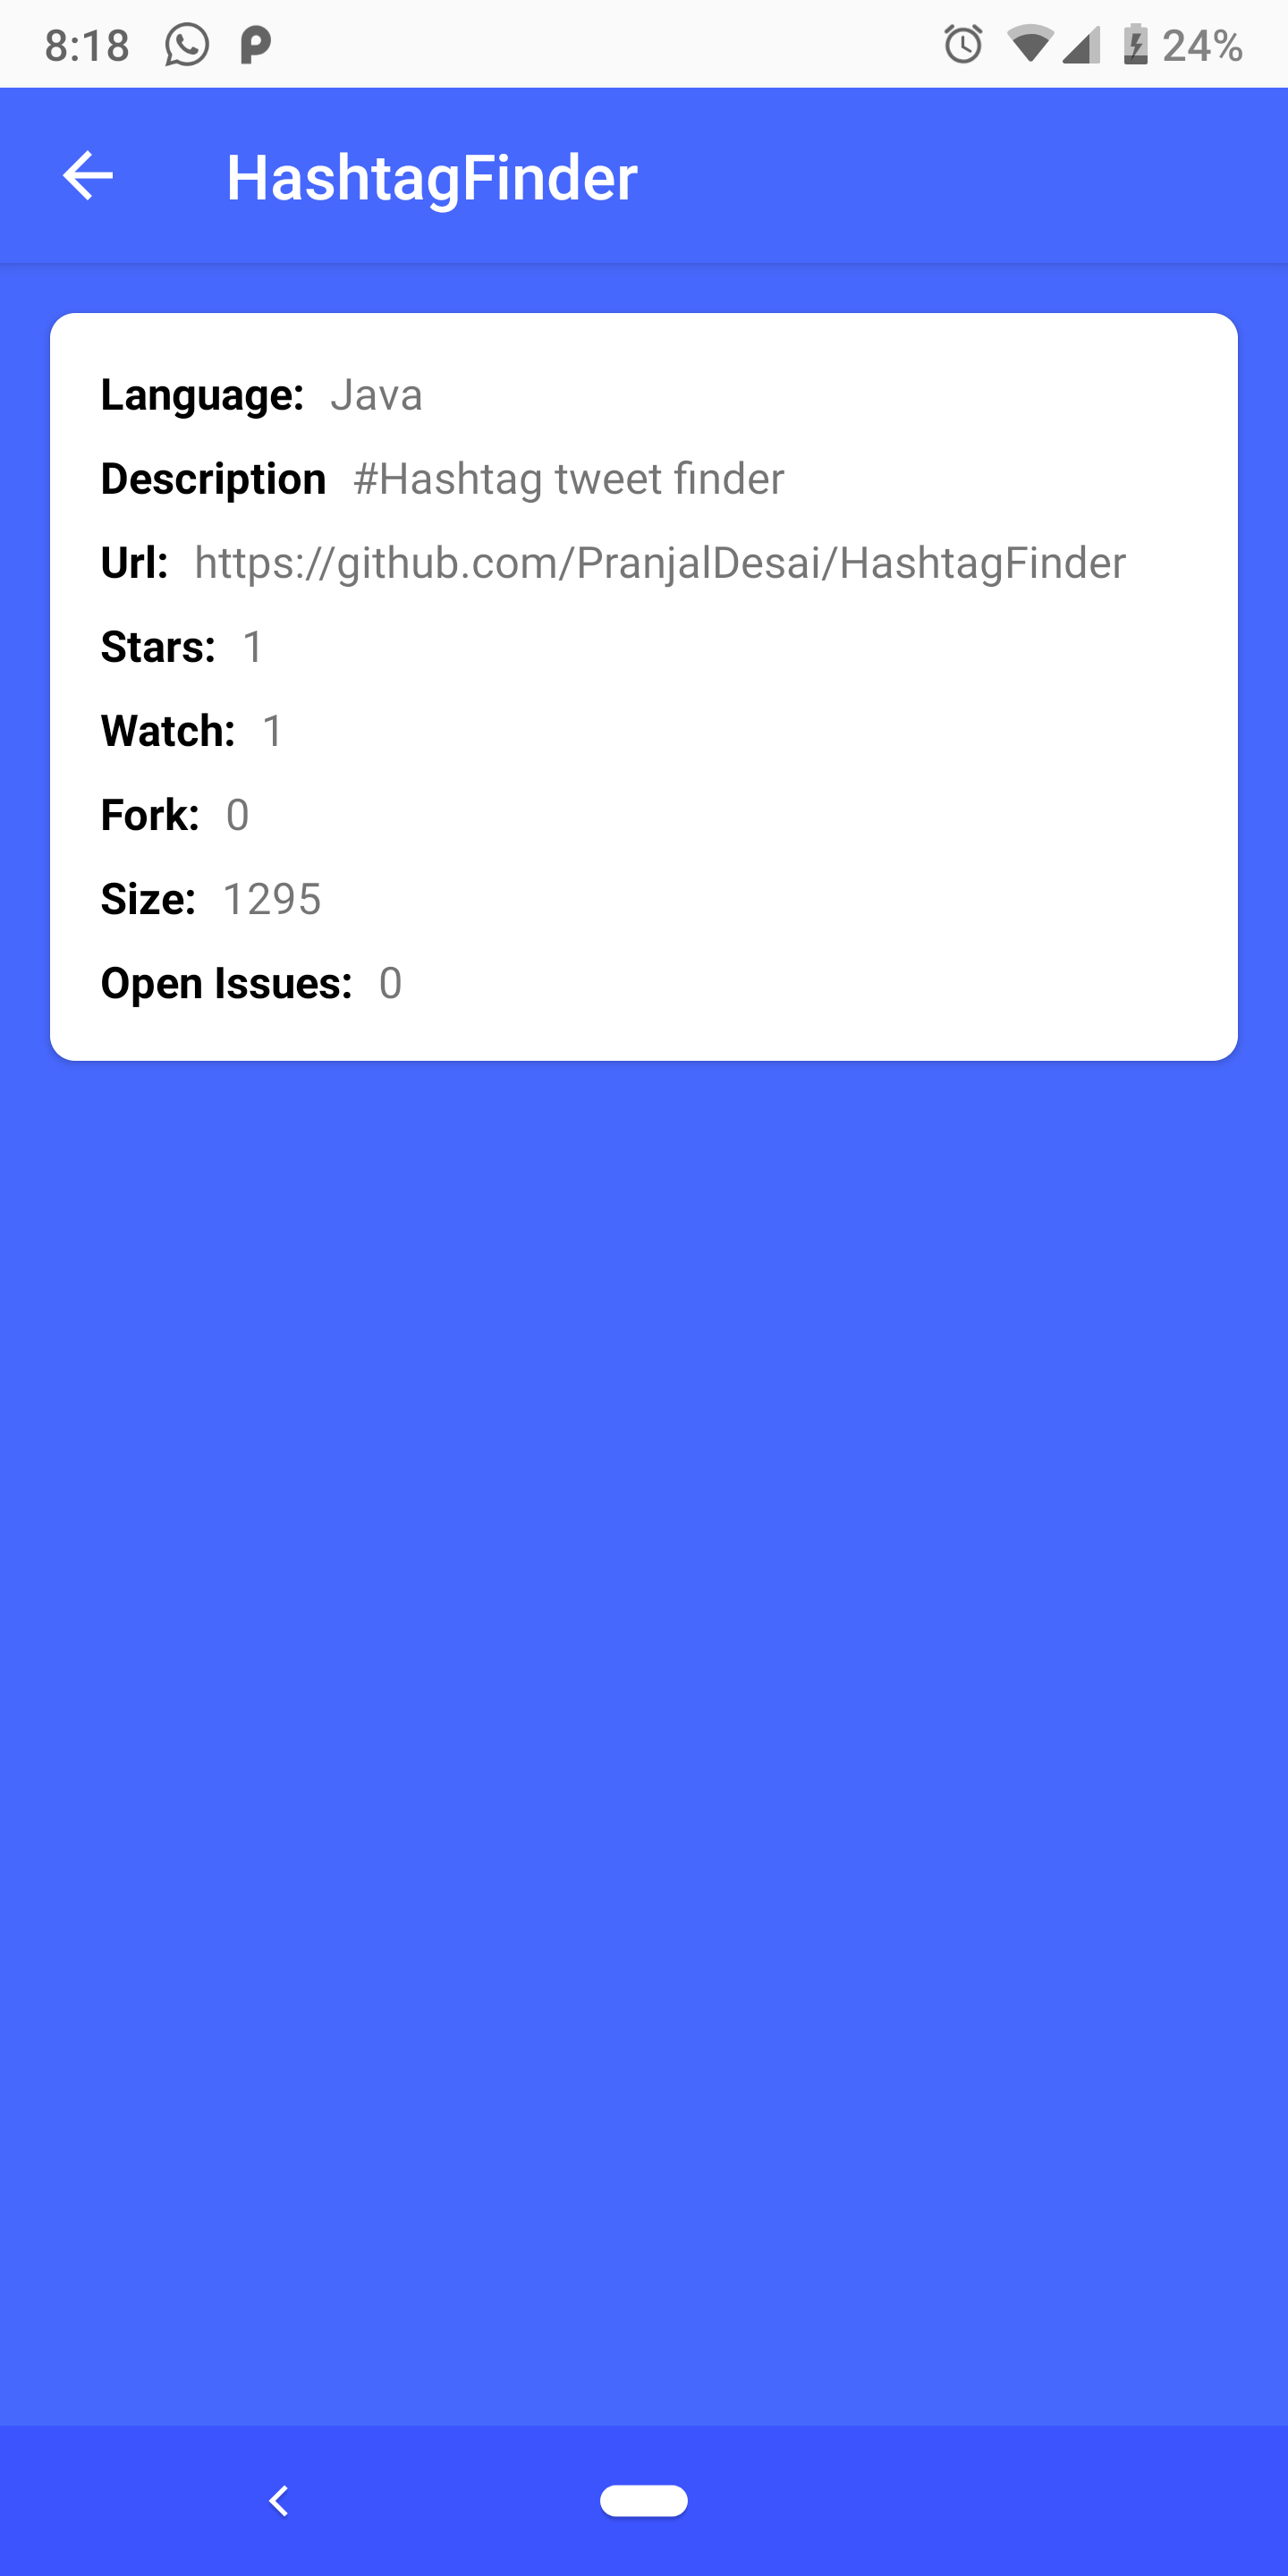 8:18 24%
HashtagFinder
Language: Java
Description #Hashtag tweet finder
Url: https://github.com/PranjalDesai/HashtagFinder
Stars: 1
Watch: 1
Fork: 0
Size: 1295
Open Issues: 0